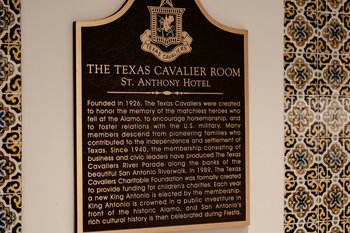 TEXAS CAVALIERS
THE TEXAS CAVALIER ROOM
ST. ANTHONY HOTEL
Founded in 1926, The Texas Cavaliers were created
to honor the memory of the matchless heroes who
fell at the Alamo, to encourage horsemanship, and
to foster relations with the U.S. military. Many
members descend from pioneering families who
contributed to the independence and settlement of
Texas. Since 1940, the membership consisting of
business and civic leaders have produced The Texas
Cavaliers River Parade along the banks of the
beautiful San Antonio Riverwalk. In 1989, The Texas
Cavaliers Charitable Foundation was formally created
to provide funding for children's charities. Each year
a new King Antonio is elected by the membership.
King Antonio is crowned in a public investiture in
front of the historic Alamo, and San Antonio's
rich cultural history is then celebrated during Fiesta.